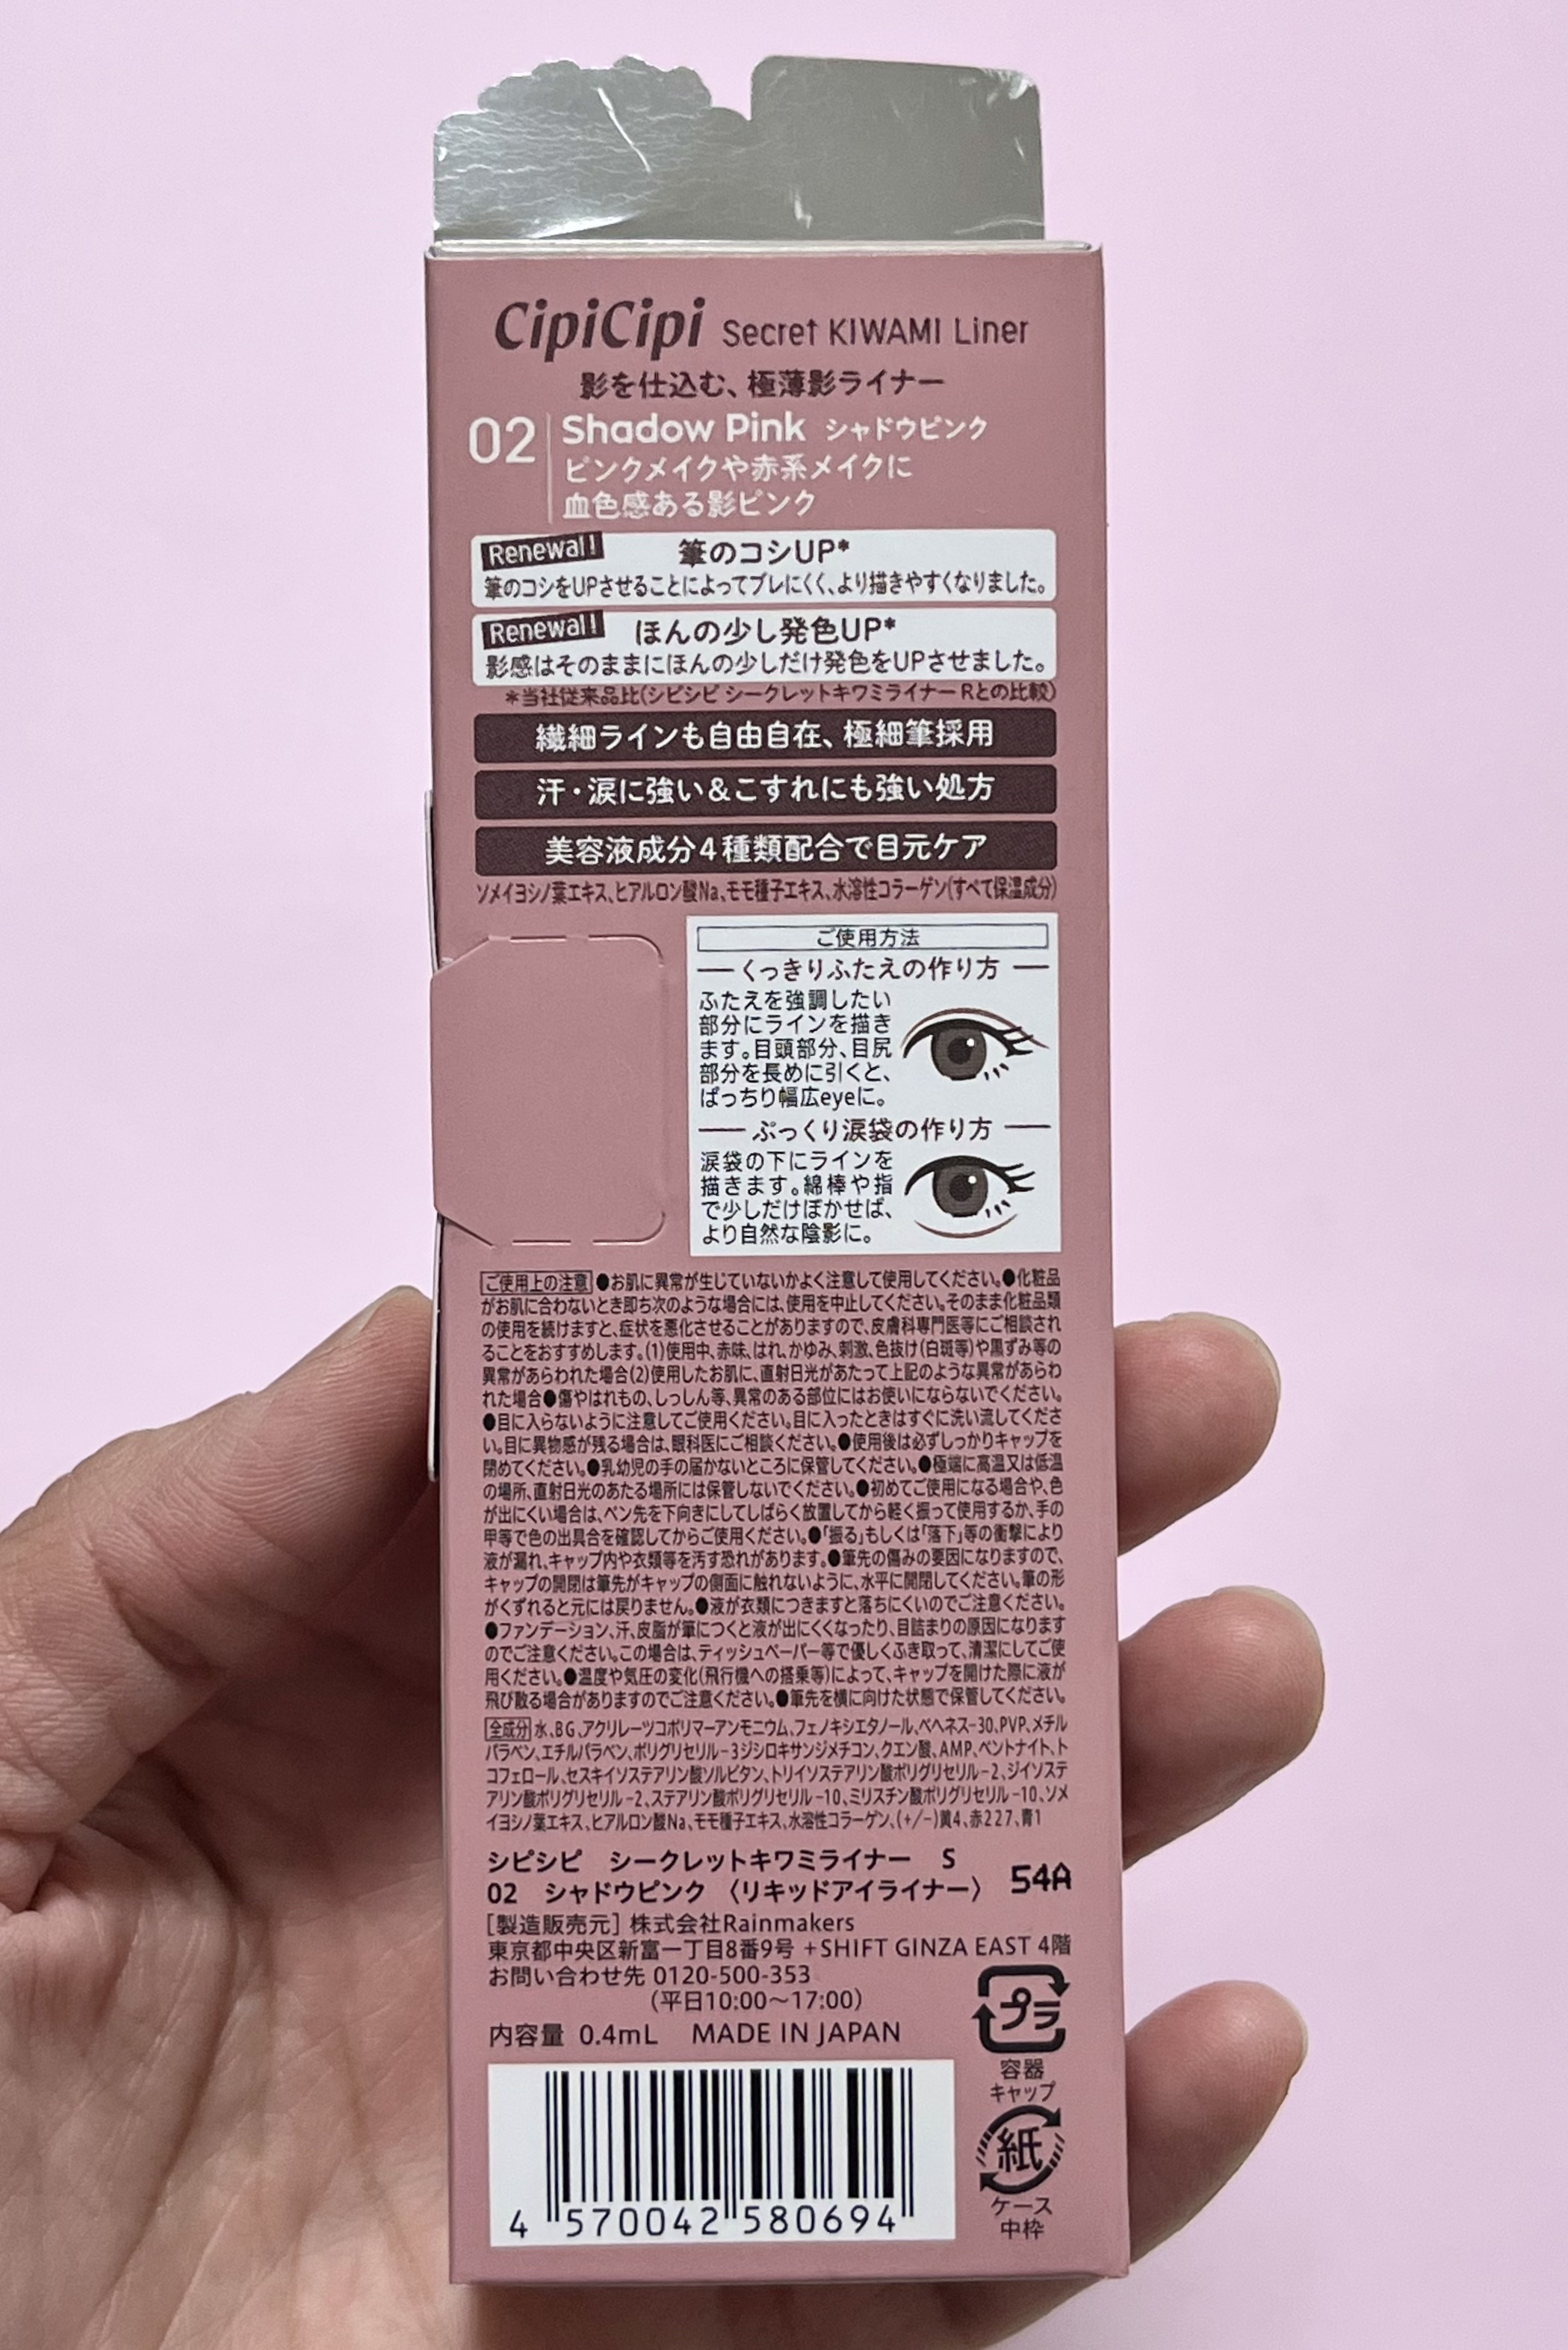 CipiCipi Secret KIWAMI Liner
影を仕込む、極薄影ライナー
02 Shadow Pink シャドウピンク
ピンクメイクや赤系メイクに
血色感ある影ピンク
Renewal! 筆のコシUP*
筆のコシをUPさせることによってブレにくく、より描きやすくなりました。
Renewal! ほんの少し発色UP*
影感はそのままにほんの少しだけ発色をUPさせました。
*当社従来品比(シピシピ シークレットキワミライナー Rとの比較)
繊細ラインも自由自在、極細筆採用
汗・涙に強い&こすれにも強い処方
美容液成分4種類配合で目元ケア
ソメイヨシノ葉エキス、ヒアルロン酸Na、モモ種子エキス、水溶性コラーゲン(すべて保湿成分)
ご使用方法
くっきりふたえの作り方
ふたえを強調したい
部分にラインを描き
ます。目頭部分、目尻
部分を長めに引くと、
ぱっちり幅広eyeに。
ぷっくり涙袋の作り方
涙袋の下にラインを
描きます。綿棒や指
で少しだけぼかせば、
より自然な陰影に。
ご使用上の注意 ●お肌に異常が生じていないかよく注意して使用してください。●化粧品
がお肌に合わないとき即ち次のような場合には、使用を中止してください。そのまま化粧品類
の使用を続けますと、症状を悪化させることがありますので、皮膚科専門医等にご相談され
ることをおすすめします。(1)使用中、赤味、はれ、かゆみ、刺激、色抜け(白斑等)や黒ずみ等の
異常があらわれた場合(2)使用したお肌に、直射日光があたって上記のような異常があらわ
れた場合●傷やはれもの、しっしん等、異常のある部位にはお使いにならないでください。
●目に入らないように注意してご使用ください。目に入ったときはすぐに洗い流してくださ
い。目に異物感が残る場合は、眼科医にご相談ください。●使用後は必ずしっかりキャップを
閉めてください。●乳幼児の手の届かないところに保管してください。●極端に高温又は低温
の場所、直射日光のあたる場所には保管しないでください。●初めてご使用になる場合や、色
が出にくい場合は、ペン先を下向きにしてしばらく放置してから軽く振って使用するか、手の
甲等で色の出具合を確認してからご使用ください。●「振る」もしくは「落下」等の衝撃により
液が漏れ、キャップ内や衣類等を汚す恐れがあります。●筆先の傷みの要因になりますので、
キャップの開閉は筆先がキャップの側面に触れないように、水平に開閉してください。筆の形
がくずれると元には戻りません。●液が衣類につきますと落ちにくいのでご注意ください。
●ファンデーション、汗、皮脂が筆につくと液が出にくくなったり、目詰まりの原因になります
のでご注意ください。この場合は、ティッシュペーパー等で優しくふき取って、清潔にしてご使
用ください。●温度や気圧の変化(飛行機への搭乗等)によって、キャップを開けた際に液が
飛び散る場合がありますのでご注意ください。●筆先を横に向けた状態で保管してください。
全成分 水、BG、アクリレーツコポリマーアンモニウム、フェノキシエタノール、ベヘネス-30、PVP、メチル
パラベン、エチルパラベン、ポリグリセリル-3ジシロキサンジメチコン、クエン酸、AMP、ベントナイト、ト
コフェロール、セスキイソステアリン酸ソルビタン、トリイソステアリン酸ポリグリセリル-2、ジイソステ
アリン酸ポリグリセリル-2、ステアリン酸ポリグリセリル-10、ミリスチン酸ポリグリセリル-10、ソメ
イヨシノ葉エキス、ヒアルロン酸Na、モモ種子エキス、水溶性コラーゲン、(+/-)黄4、赤227、青1
シピシピ シークレットキワミライナー S
02 シャドウピンク 〈リキッドアイライナー〉 54A
[製造販売元] 株式会社Rainmakers
東京都中央区新富一丁目8番9号 +SHIFT GINZA EAST 4階
お問い合わせ先 0120-500-353
(平日10:00~17:00)
内容量 0.4mL MADE IN JAPAN
プラ
容器
キャップ
紙
ケース
中枠
4 570042 580694